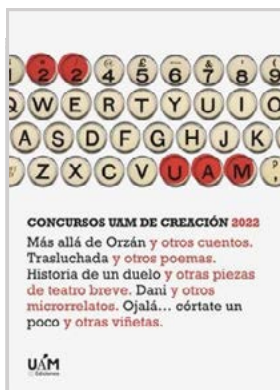 1 2 2 4 5 6 7 8 9
Q W E R T Y U I O
A S D F G H J K
Z X C V U A M
CONCURSOS UAM DE CREACIÓN 2022
Más allá de Orzán y otros cuentos.
Trasluchada y otros poemas.
Historia de un duelo y otras piezas
de teatro breve. Dani y otros
microrrelatos. Ojalá… córtate un
poco y otras viñetas.
UAM
Ediciones